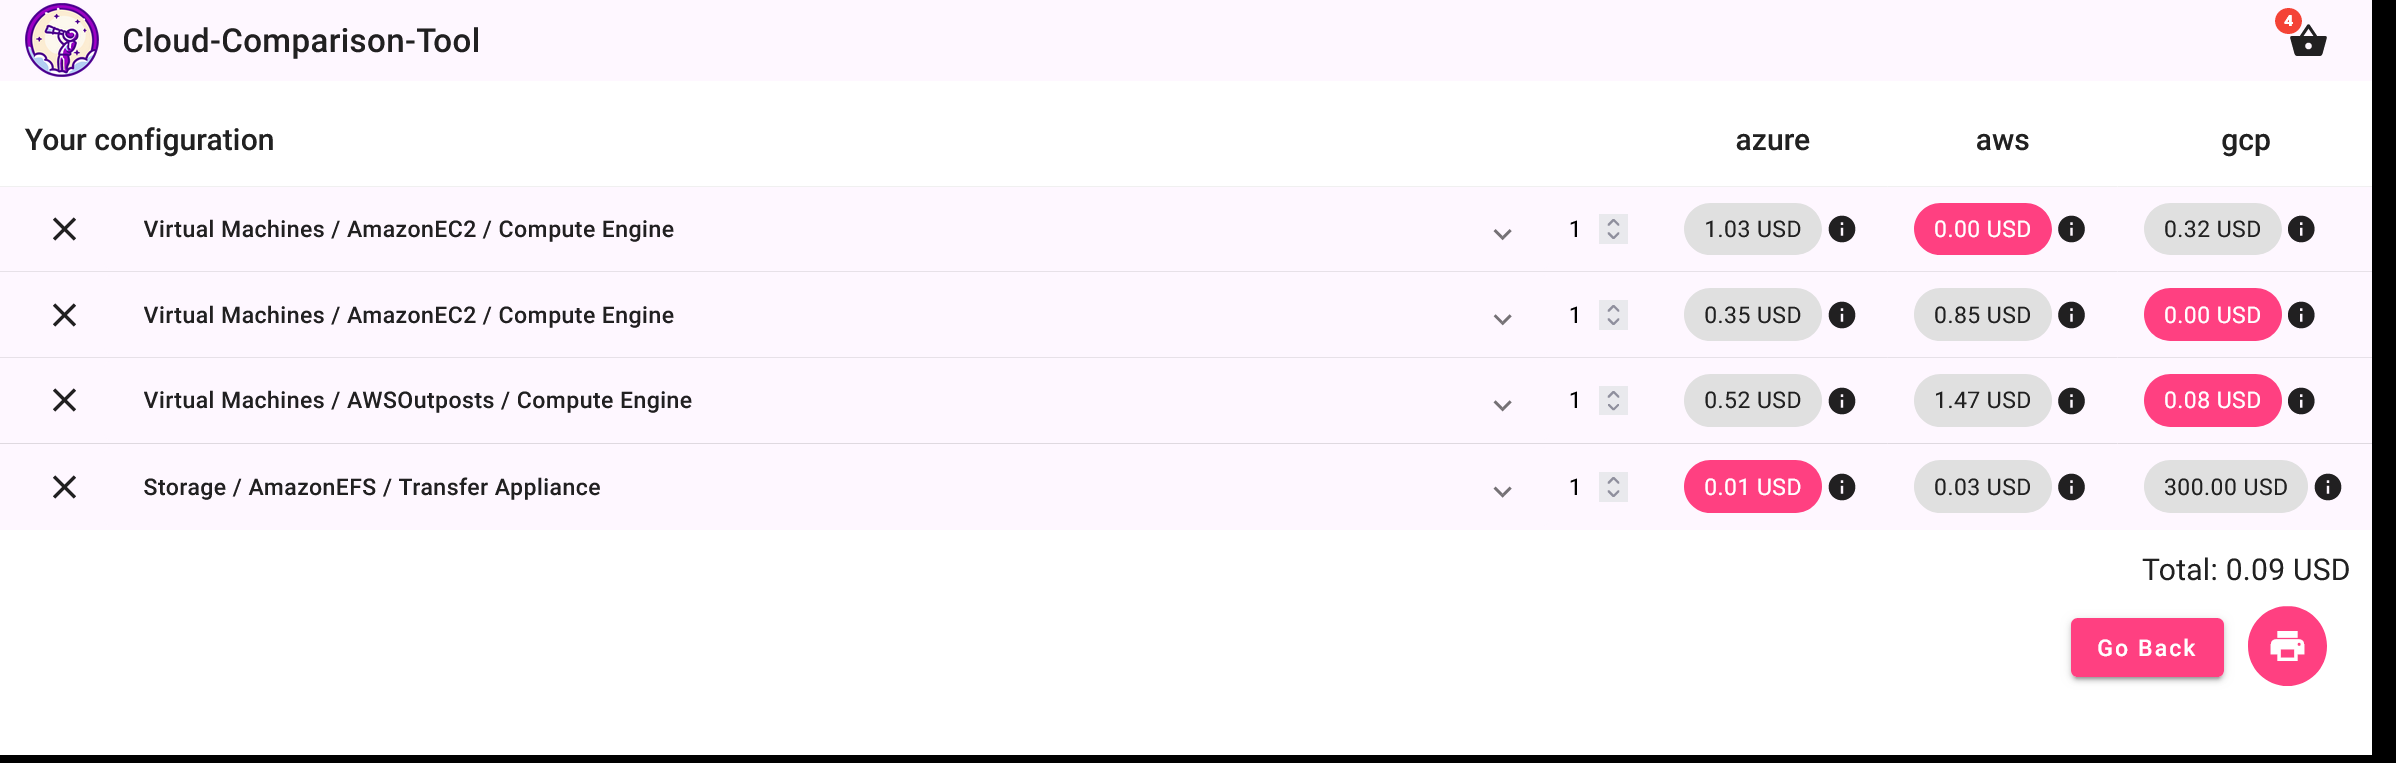 Cloud-Comparison-Tool
4
Your configuration azure aws gcp
Virtual Machines / AmazonEC2 / Compute Engine 1 1.03 USD 0.00 USD 0.32 USD
Virtual Machines / AmazonEC2 / Compute Engine 1 0.35 USD 0.85 USD 0.00 USD
Virtual Machines / AWSOutposts / Compute Engine 1 0.52 USD 1.47 USD 0.08 USD
Storage / AmazonEFS / Transfer Appliance 1 0.01 USD 0.03 USD 300.00 USD
Total: 0.09 USD
Go Back